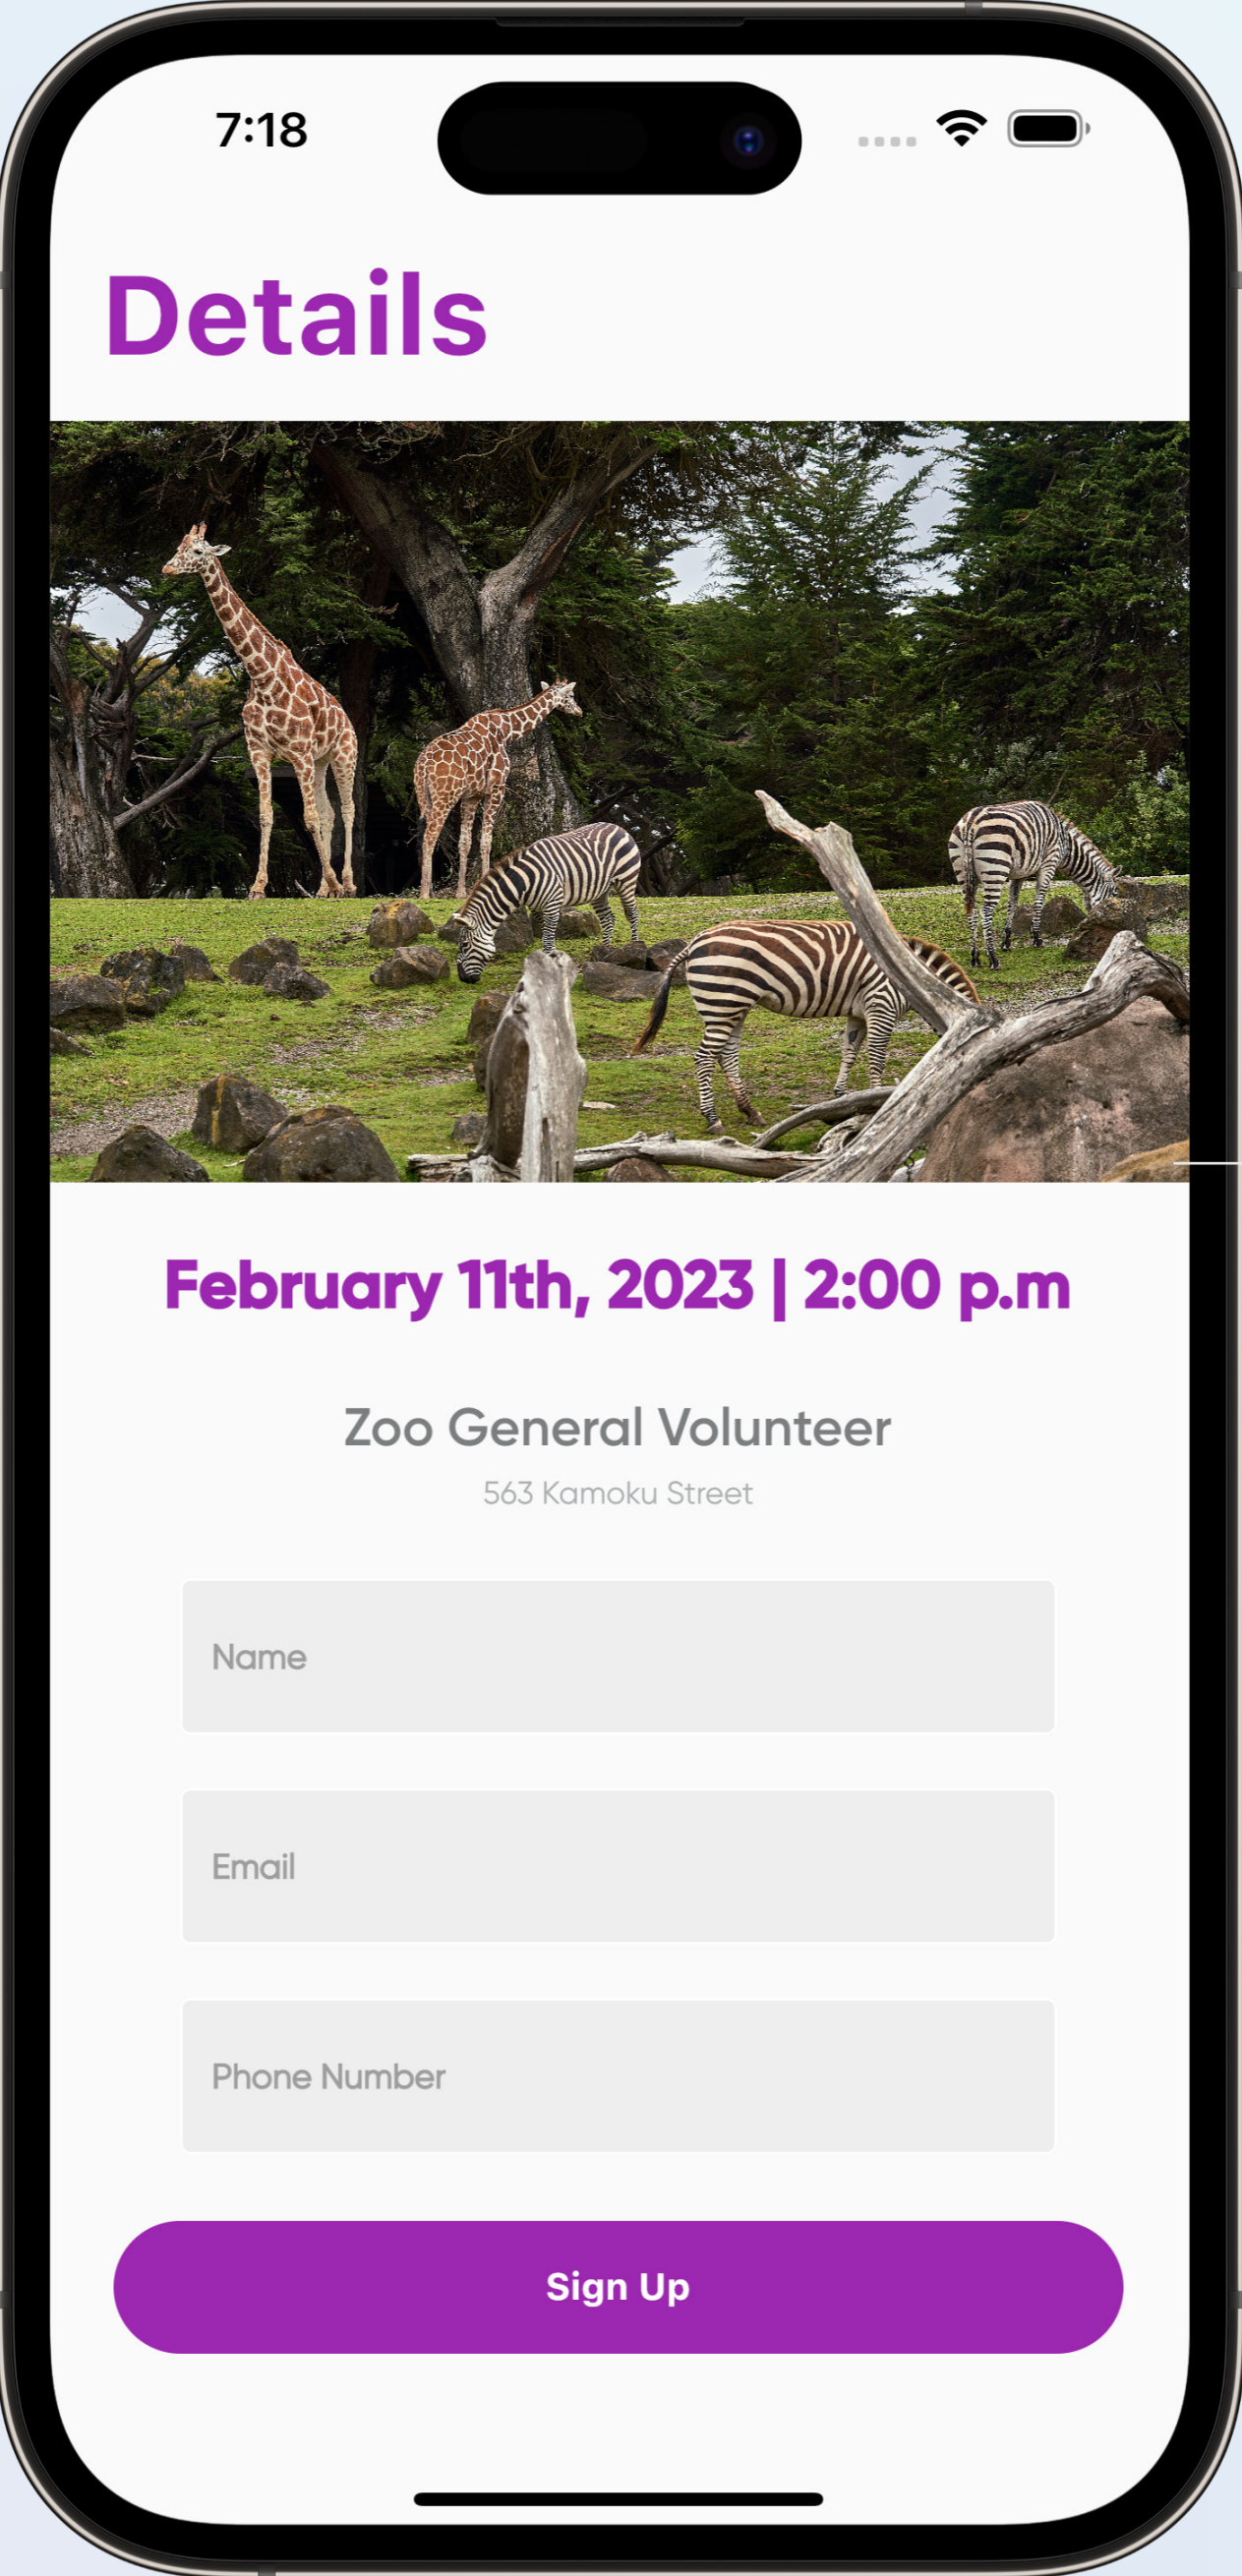 7:18
Details
February 11th, 2023 | 2:00 p.m
Zoo General Volunteer
563 Kamoku Street
Name
Email
Phone Number
Sign Up